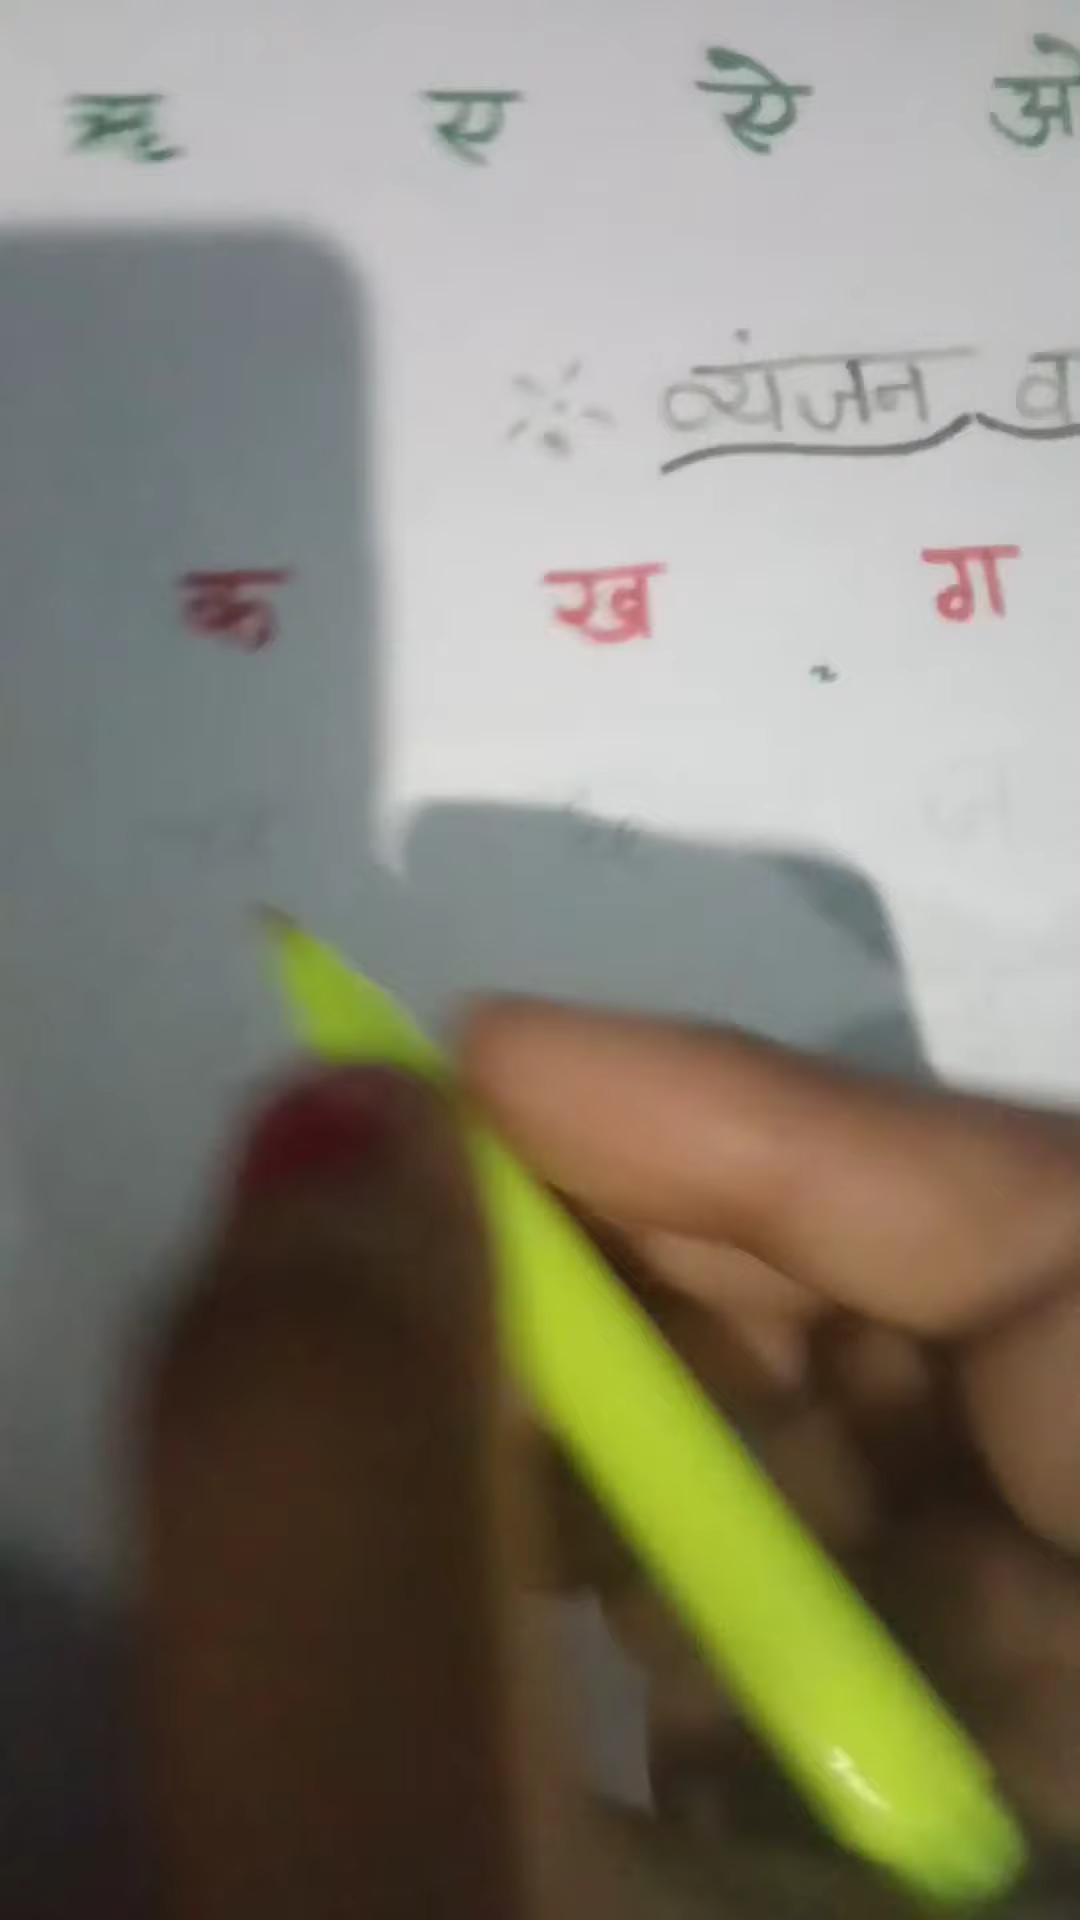 ऋ ए ऐ ओ
व्यंजन व
क ख ग